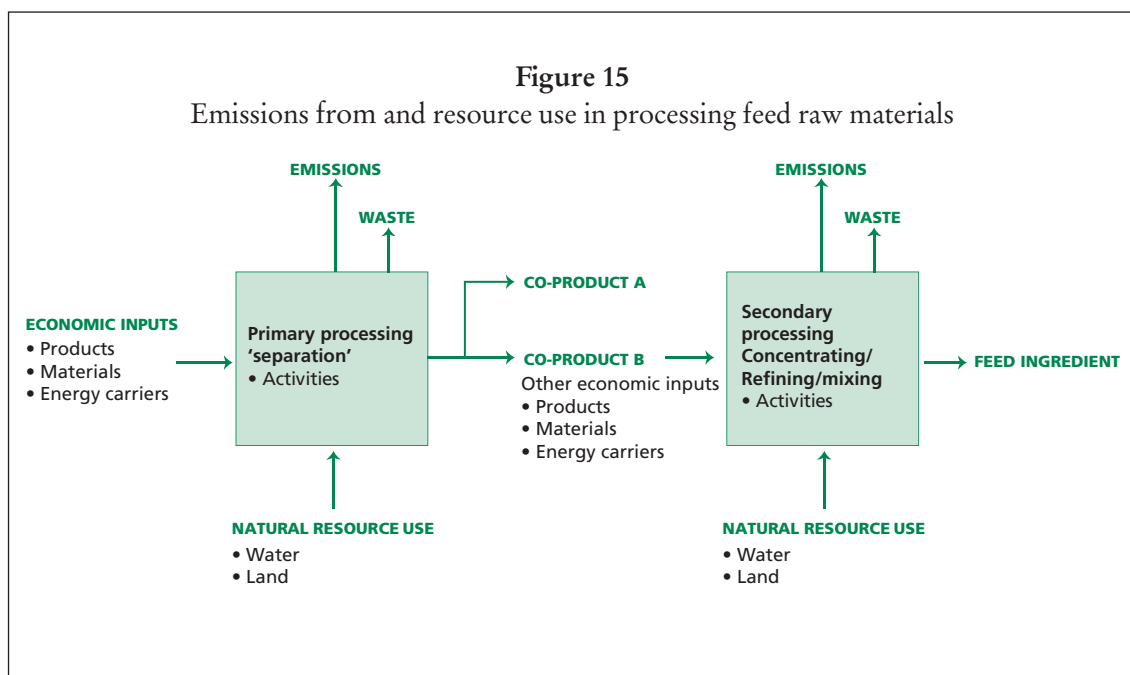 Figure 15
Emissions from and resource use in processing feed raw materials
EMISSIONS
WASTE
ECONOMIC INPUTS
• Products
• Materials
• Energy carriers
Primary processing
‘separation’
• Activities
NATURAL RESOURCE USE
• Water
• Land
CO-PRODUCT A
CO-PRODUCT B
Other economic inputs
• Products
• Materials
• Energy carriers
EMISSIONS
WASTE
Secondary
processing
Concentrating/
Refining/mixing
• Activities
NATURAL RESOURCE USE
• Water
• Land
FEED INGREDIENT